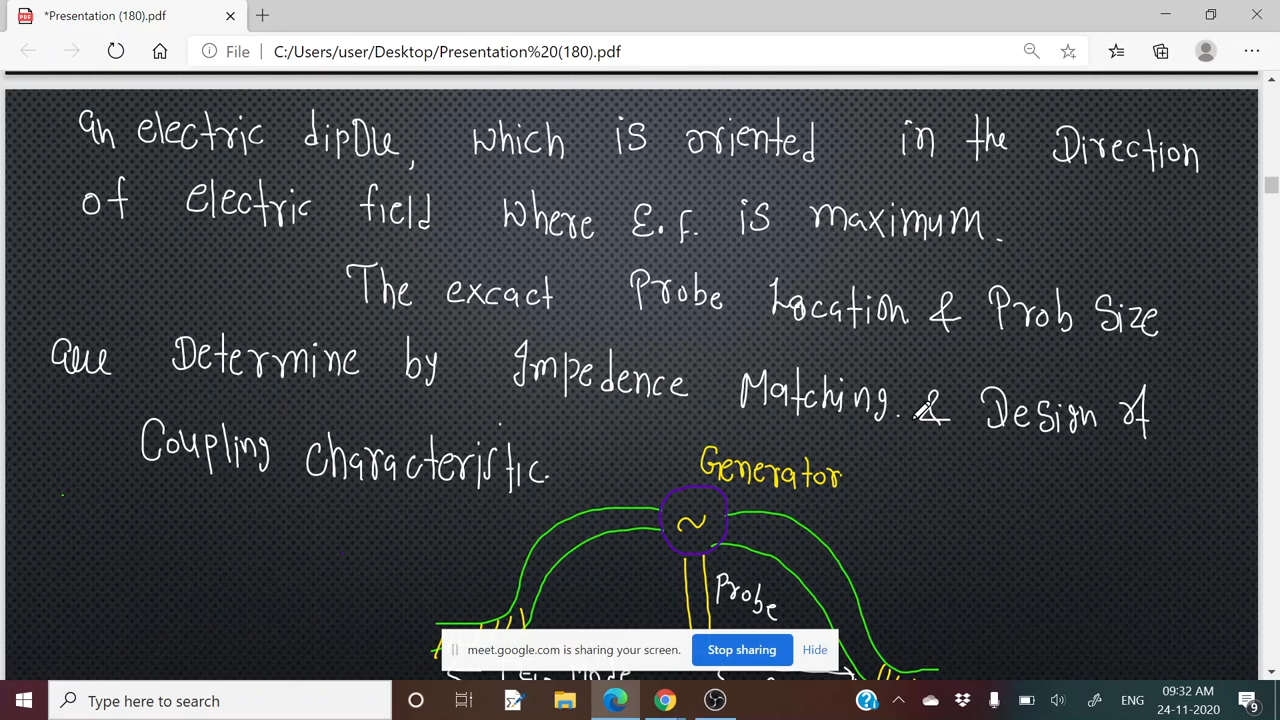 *Presentation (180).pdf
File
C:/Users/user/Desktop/Presentation%20(180).pdf
an electric dipole, which is oriented in the Direction
of electric field where E.f. is maximum.
The excact Probe Location & Prob Size
are Determine by Impedence Matching. & Design of
Coupling characteristic.
Generator
~
Probe
meet.google.com is sharing your screen. Stop sharing Hide
Mode
Type here to search
ENG
09:32 AM
24-11-2020
9